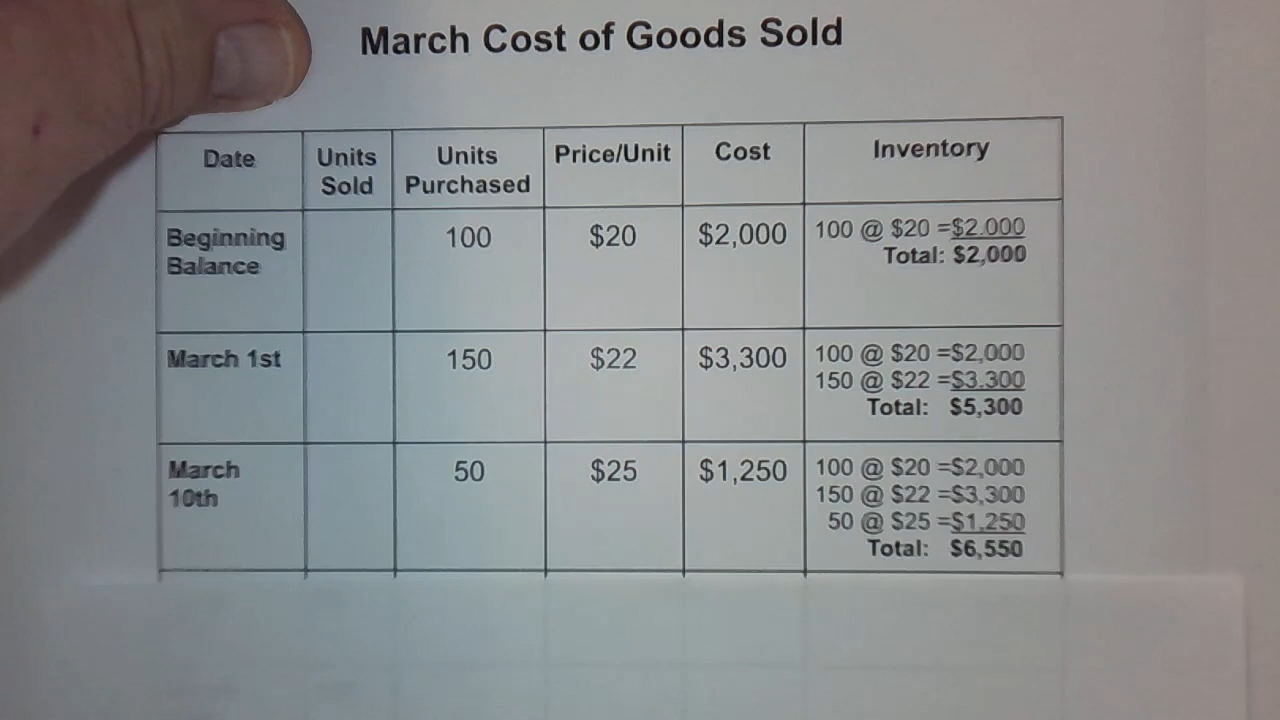 March Cost of Goods Sold
Date Units Sold Units Purchased Price/Unit Cost Inventory
Beginning Balance 100 $20 $2,000 100 @ $20 =$2.000
Total: $2,000
March 1st 150 $22 $3,300 100 @ $20 =$2,000
150 @ $22 =$3.300
Total: $5,300
March 10th 50 $25 $1,250 100 @ $20 =$2,000
150 @ $22 =$3,300
50 @ $25 =$1.250
Total: $6,550